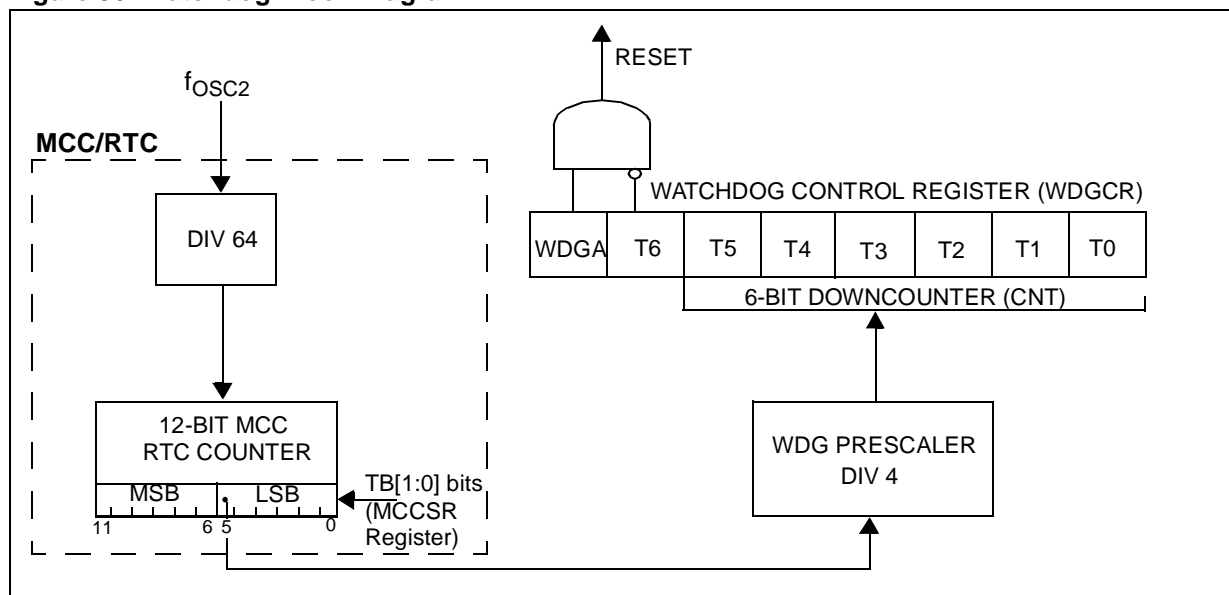 RESET
fOSC2
MCC/RTC
DIV 64
WATCHDOG CONTROL REGISTER (WDGCR)
WDGA T6 T5 T4 T3 T2 T1 T0
6-BIT DOWNCOUNTER (CNT)
12-BIT MCC
RTC COUNTER
MSB LSB
11 6 5 0
TB[1:0] bits
(MCCSR
Register)
WDG PRESCALER
DIV 4